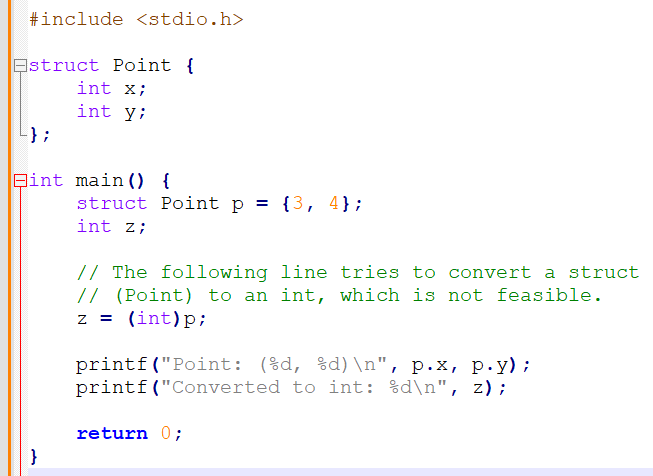 #include <stdio.h>
struct Point {
    int x;
    int y;
};
int main() {
    struct Point p = {3, 4};
    int z;
    // The following line tries to convert a struct
    // (Point) to an int, which is not feasible.
    z = (int)p;
    printf("Point: (%d, %d)\n", p.x, p.y);
    printf("Converted to int: %d\n", z);
    return 0;
}